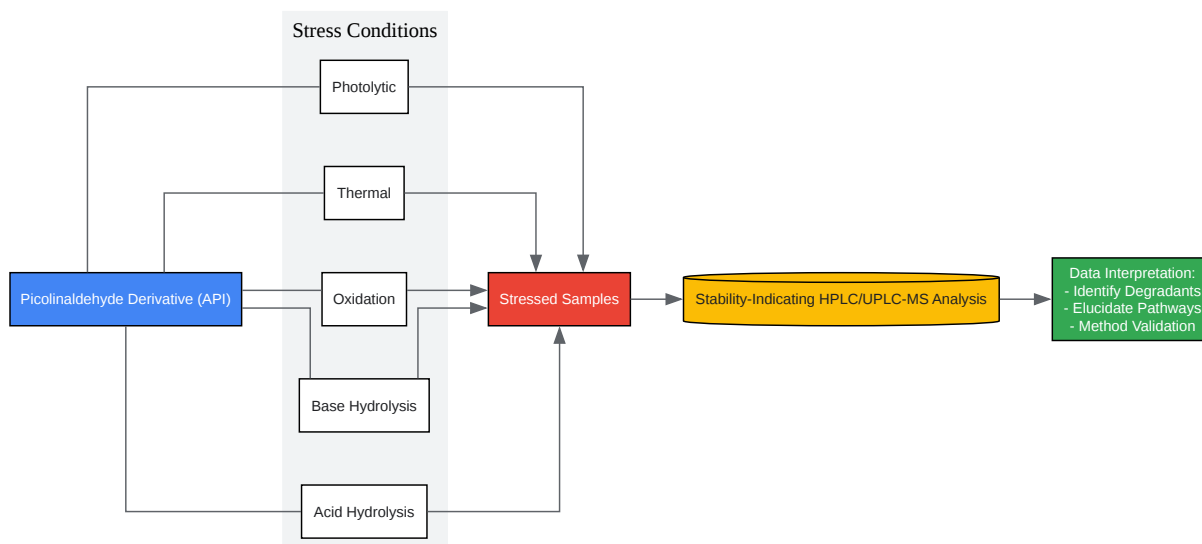 Stress Conditions
Photolytic
Thermal
Picolinaldehyde Derivative (API)
Oxidation
Stressed Samples
Stability-Indicating HPLC/UPLC-MS Analysis
Data Interpretation:
- Identify Degradants
- Elucidate Pathways
- Method Validation
Base Hydrolysis
Acid Hydrolysis